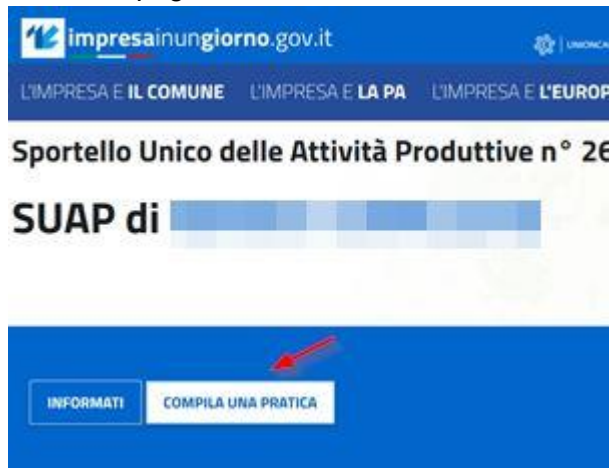 impresainungiorno.gov.it
L'IMPRESA E IL COMUNE L'IMPRESA E LA PA L'IMPRESA E L'EUROP
Sportello Unico delle Attività Produttive n° 26
SUAP di
INFORMATI COMPILA UNA PRATICA